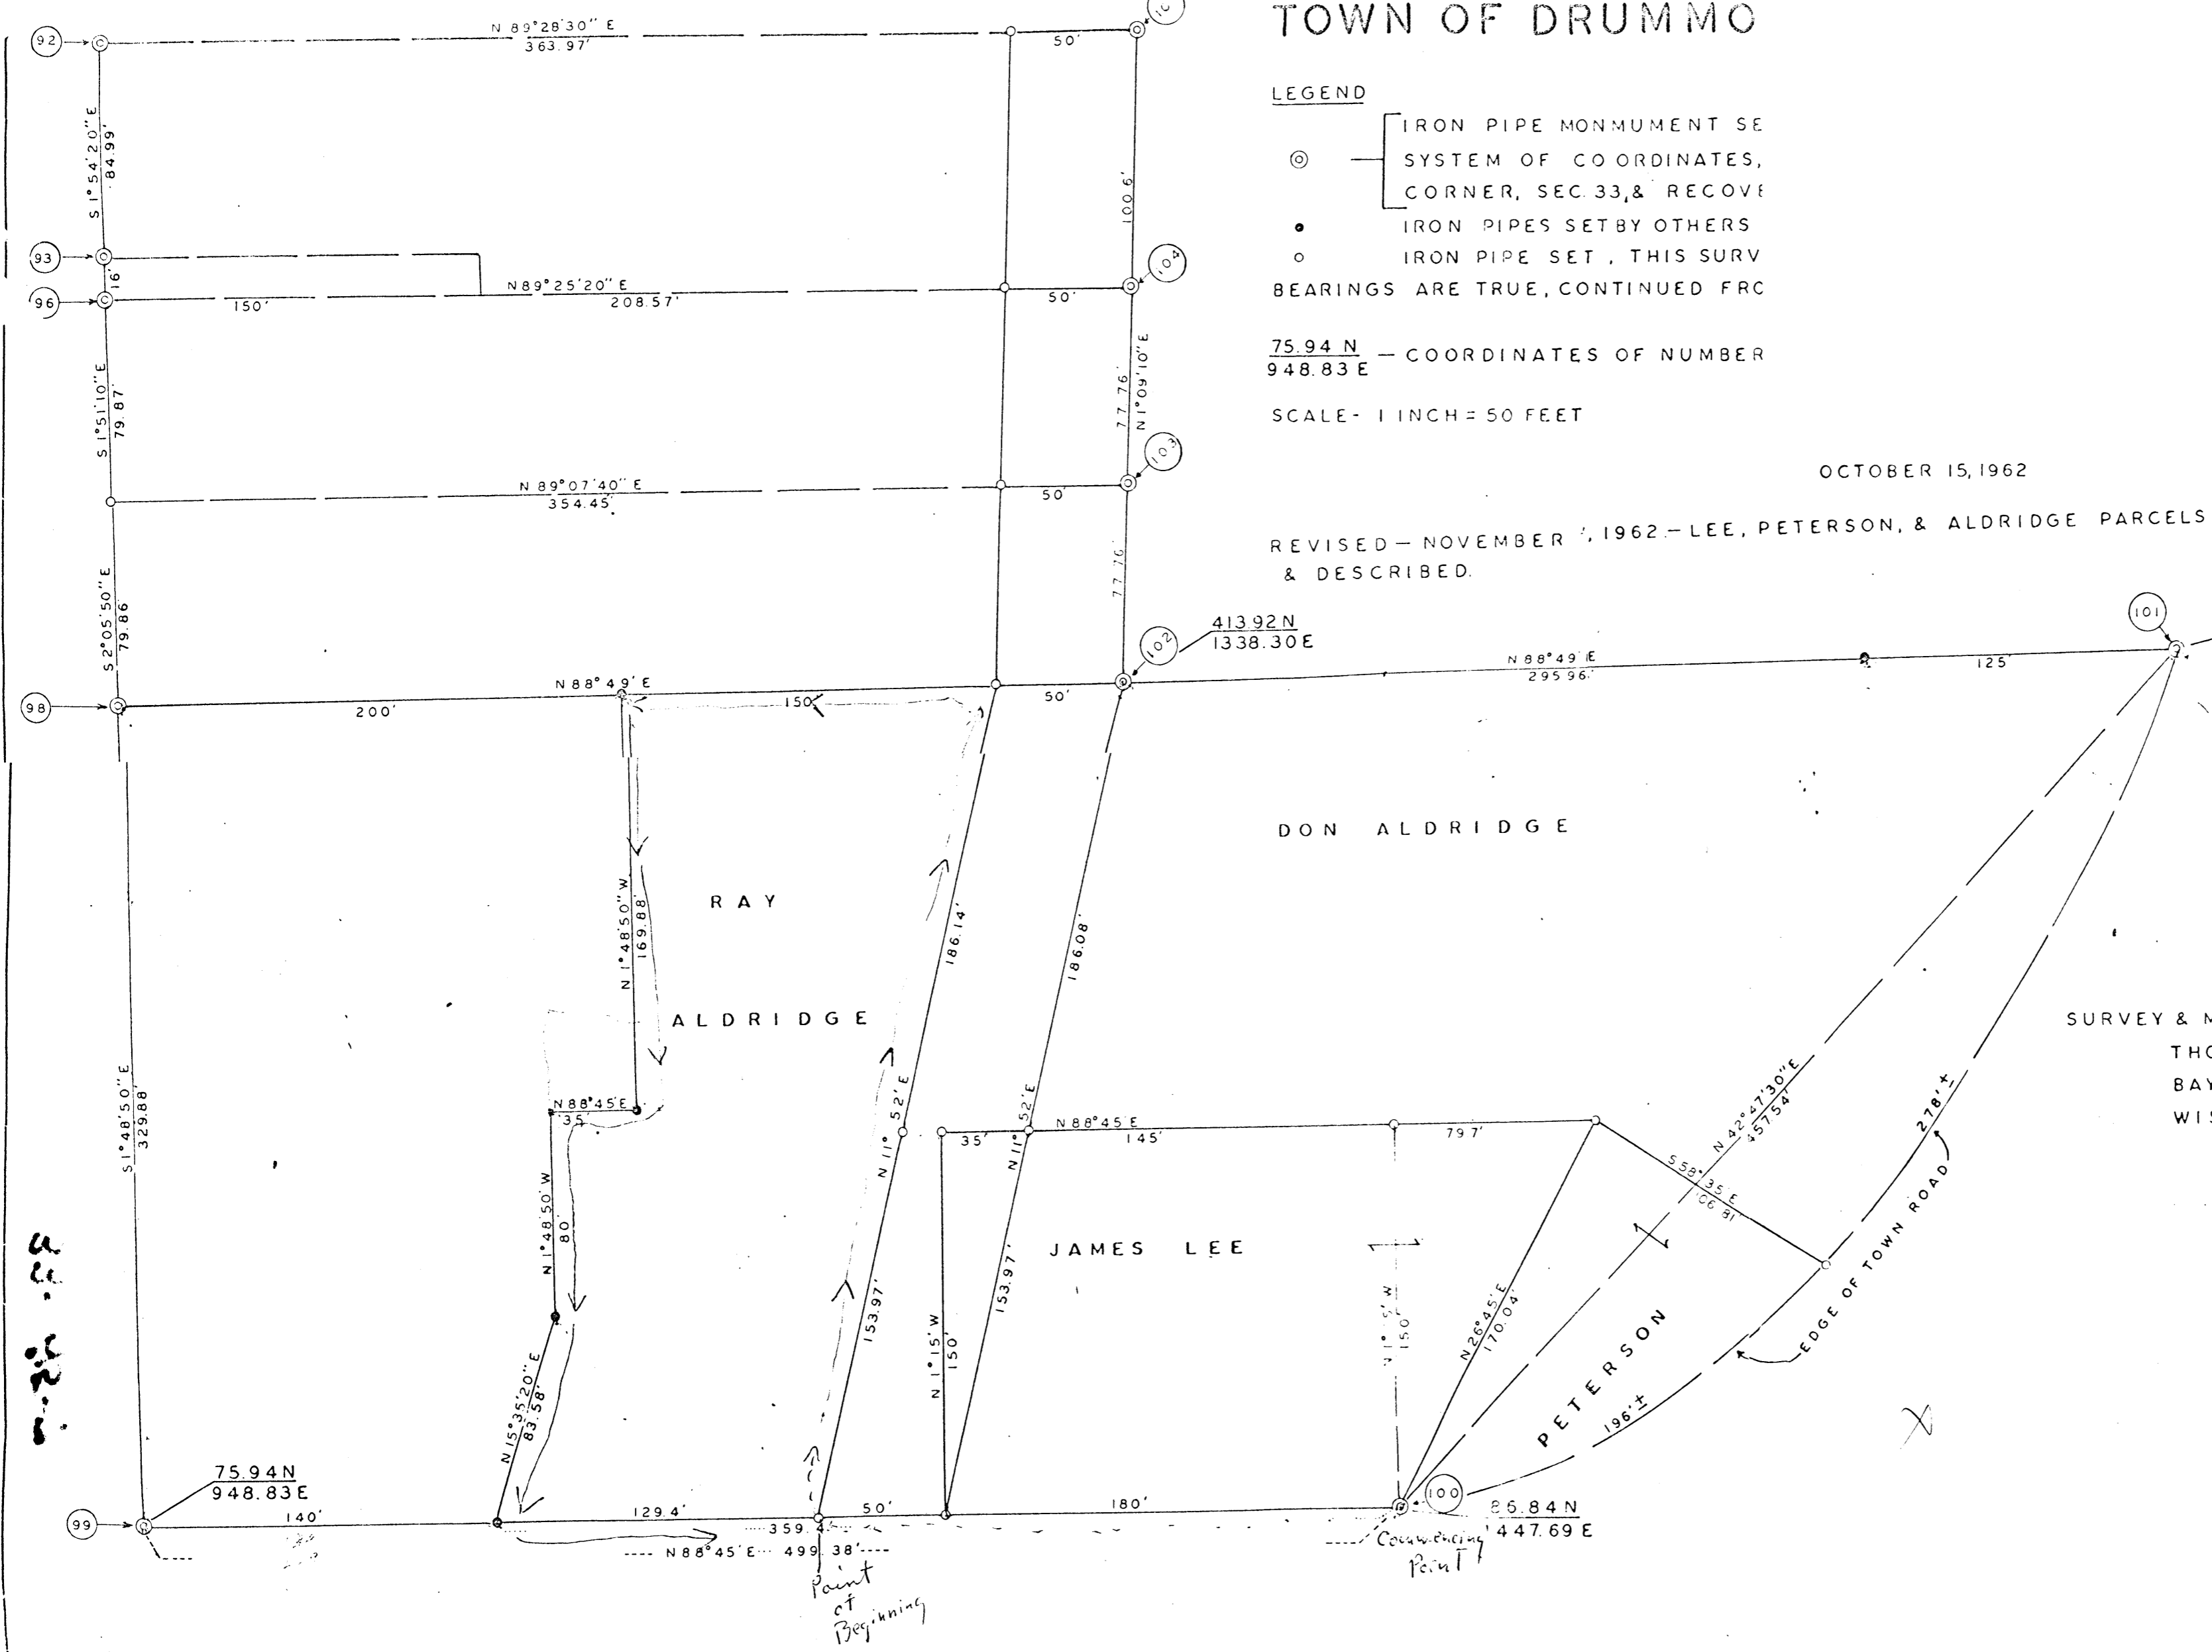 TOWN OF DRUMMO
LEGEND
IRON PIPE MONMUMENT SE
SYSTEM OF COORDINATES,
CORNER, SEC. 33,& RECOVE
IRON PIPES SET BY OTHERS
IRON PIPE SET , THIS SURV
BEARINGS ARE TRUE, CONTINUED FRO
75.94 N
948.83 E — COORDINATES OF NUMBER
SCALE- 1 INCH = 50 FEET
OCTOBER 15, 1962
REVISED — NOVEMBER , 1962.— LEE, PETERSON, & ALDRIDGE PARCELS
& DESCRIBED.
92
N 89°28'30" E
363.97'
50'
S 1°54'20" E
84.99'
100.6'
93
16'
96
150'
N89°25'20" E
208.57'
50'
104
S 1°51'10" E
79.87'
77.76'
N 1°09'10" E
103
N 89°07'40" E
354.45'
50'
S 2°05'50" E
79.86'
77.76'
413.92 N
1338.30 E
102
101
98
N 88°49' E
200'
150'
50'
N 88°49' E
295.96'
125'
DON ALDRIDGE
RAY
ALDRIDGE
N 1°48'50" W
169.88'
186.14'
186.08'
SURVEY & M
THO
BAY
WIS
S 1°48'50" E
329.88'
N 11° 52' E
N 11° 52' E
N88°45'E
35'
35'
N 88°45' E
145'
79.7'
N 42°47'30" E
457.54'
278'±
S 58°35' E
106.81'
EDGE OF TOWN ROAD
N 1°48'50" W
80'
JAMES LEE
153.97'
153.97'
N 1°15' W
150'
N 1°15' W
150'
N 26°45' E
170.04'
PETERSON
196'±
N 15°35'20" E
83.58'
75.94 N
948.83 E
99
140'
129.4'
50'
180'
100
86.84 N
1447.69 E
359.4'
N 88°45' E 499.38'
Commencing
Point
Point
of
Beginning